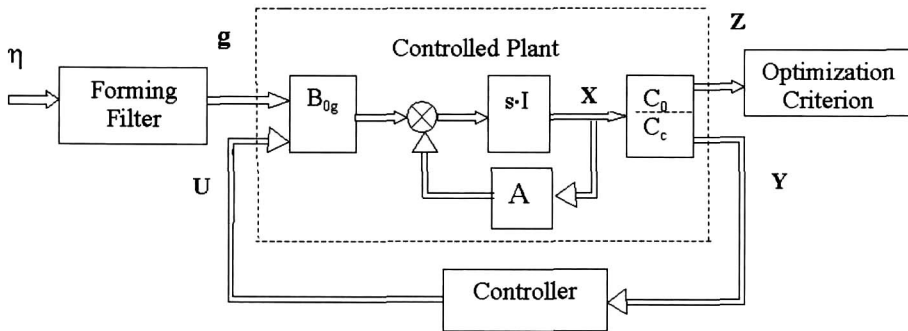 g
Z
Controlled Plant
η
Forming
Filter
B0g
s·I
X
C0
Cc
Optimization
Criterion
U
A
Y
Controller